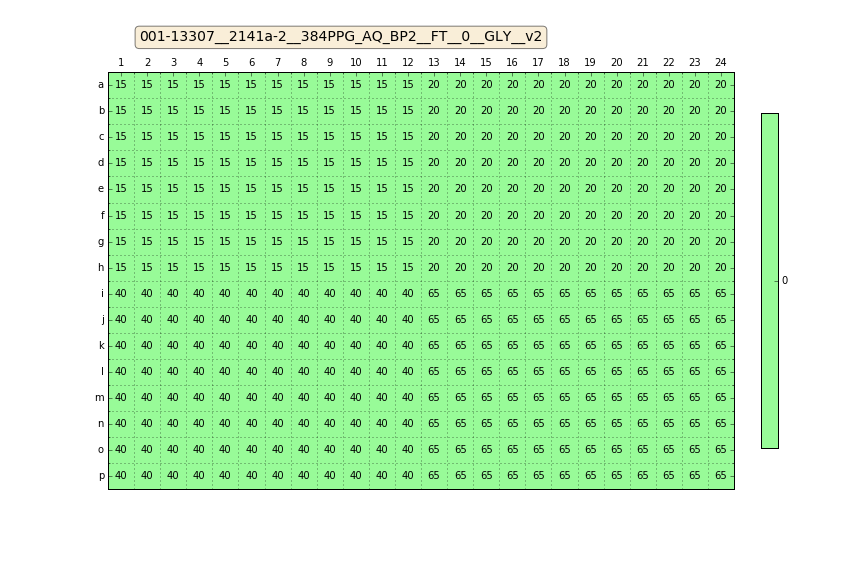 001-13307__2141a-2__384PPG_AQ_BP2__FT__0__GLY__v2
1 2 3 4 5 6 7 8 9 10 11 12 13 14 15 16 17 18 19 20 21 22 23 24
a 15 15 15 15 15 15 15 15 15 15 15 15 20 20 20 20 20 20 20 20 20 20 20 20
b 15 15 15 15 15 15 15 15 15 15 15 15 20 20 20 20 20 20 20 20 20 20 20 20
c 15 15 15 15 15 15 15 15 15 15 15 15 20 20 20 20 20 20 20 20 20 20 20 20
d 15 15 15 15 15 15 15 15 15 15 15 15 20 20 20 20 20 20 20 20 20 20 20 20
e 15 15 15 15 15 15 15 15 15 15 15 15 20 20 20 20 20 20 20 20 20 20 20 20
f 15 15 15 15 15 15 15 15 15 15 15 15 20 20 20 20 20 20 20 20 20 20 20 20
g 15 15 15 15 15 15 15 15 15 15 15 15 20 20 20 20 20 20 20 20 20 20 20 20
h 15 15 15 15 15 15 15 15 15 15 15 15 20 20 20 20 20 20 20 20 20 20 20 20
i 40 40 40 40 40 40 40 40 40 40 40 40 65 65 65 65 65 65 65 65 65 65 65 65
0
j 40 40 40 40 40 40 40 40 40 40 40 40 65 65 65 65 65 65 65 65 65 65 65 65
k 40 40 40 40 40 40 40 40 40 40 40 40 65 65 65 65 65 65 65 65 65 65 65 65
l 40 40 40 40 40 40 40 40 40 40 40 40 65 65 65 65 65 65 65 65 65 65 65 65
m 40 40 40 40 40 40 40 40 40 40 40 40 65 65 65 65 65 65 65 65 65 65 65 65
n 40 40 40 40 40 40 40 40 40 40 40 40 65 65 65 65 65 65 65 65 65 65 65 65
o 40 40 40 40 40 40 40 40 40 40 40 40 65 65 65 65 65 65 65 65 65 65 65 65
p 40 40 40 40 40 40 40 40 40 40 40 40 65 65 65 65 65 65 65 65 65 65 65 65